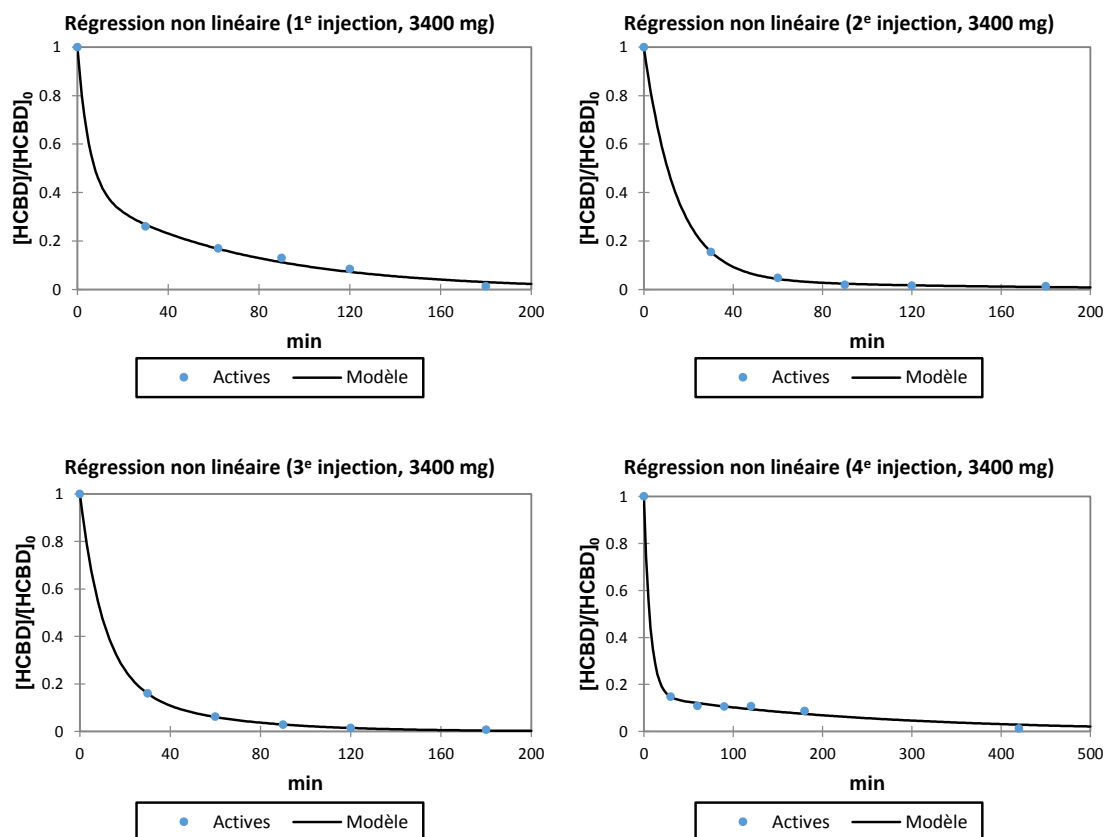 Régression non linéaire (1e injection, 3400 mg)
[HCBD]/[HCBD]0
1
0.8
0.6
0.4
0.2
0
0 40 80 120 160 200
min
Actives Modèle
Régression non linéaire (2e injection, 3400 mg)
[HCBD]/[HCBD]0
1
0.8
0.6
0.4
0.2
0
0 40 80 120 160 200
min
Actives Modèle
Régression non linéaire (3e injection, 3400 mg)
[HCBD]/[HCBD]0
1
0.8
0.6
0.4
0.2
0
0 40 80 120 160 200
min
Actives Modèle
Régression non linéaire (4e injection, 3400 mg)
[HCBD]/[HCBD]0
1
0.8
0.6
0.4
0.2
0
0 100 200 300 400 500
min
Actives Modèle